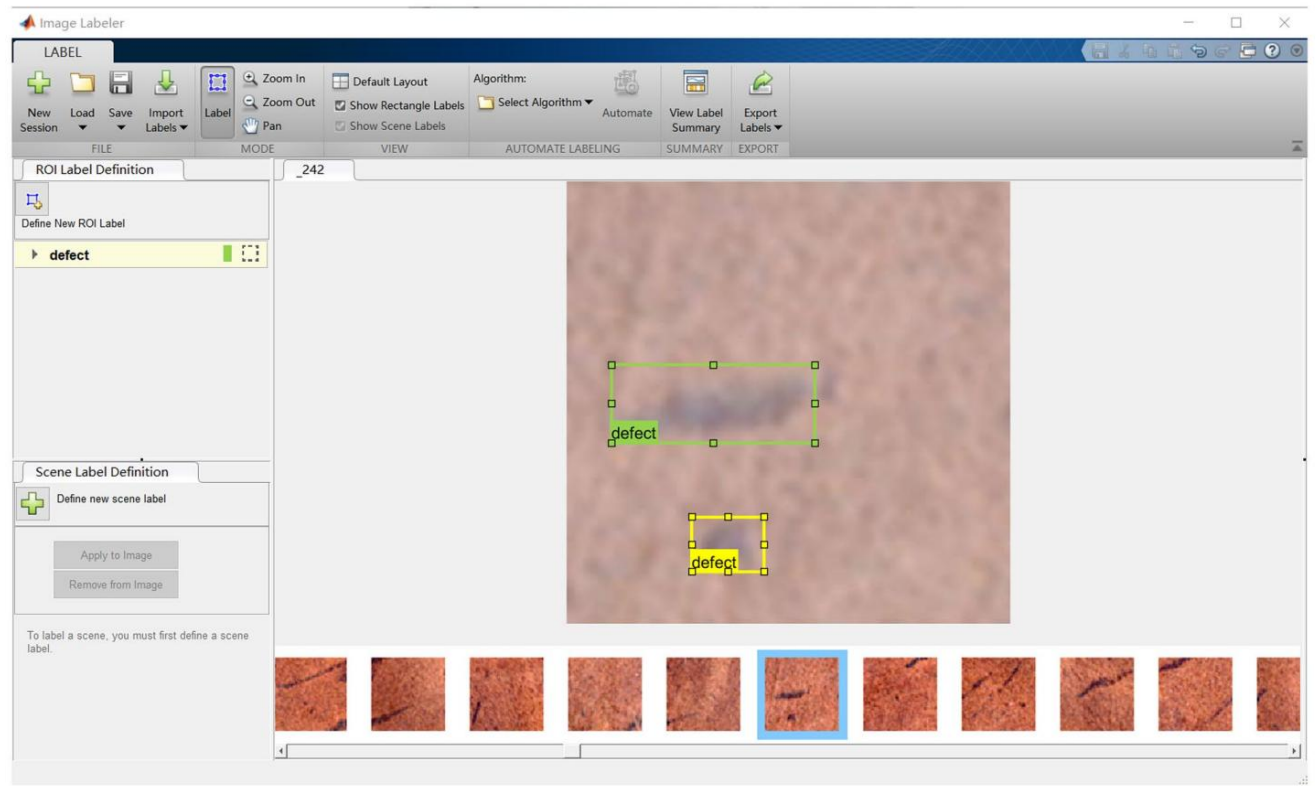 Image Labeler
LABEL
New Session
Load
Save
Import Labels
Label
Zoom In
Zoom Out
Pan
Default Layout
Show Rectangle Labels
Show Scene Labels
Algorithm:
Select Algorithm
Automate
View Label Summary
Export Labels
FILE
MODE
VIEW
AUTOMATE LABELING
SUMMARY
EXPORT
ROI Label Definition
Define New ROI Label
defect
_242
defect
defect
Scene Label Definition
Define new scene label
Apply to Image
Remove from Image
To label a scene, you must first define a scene
label.